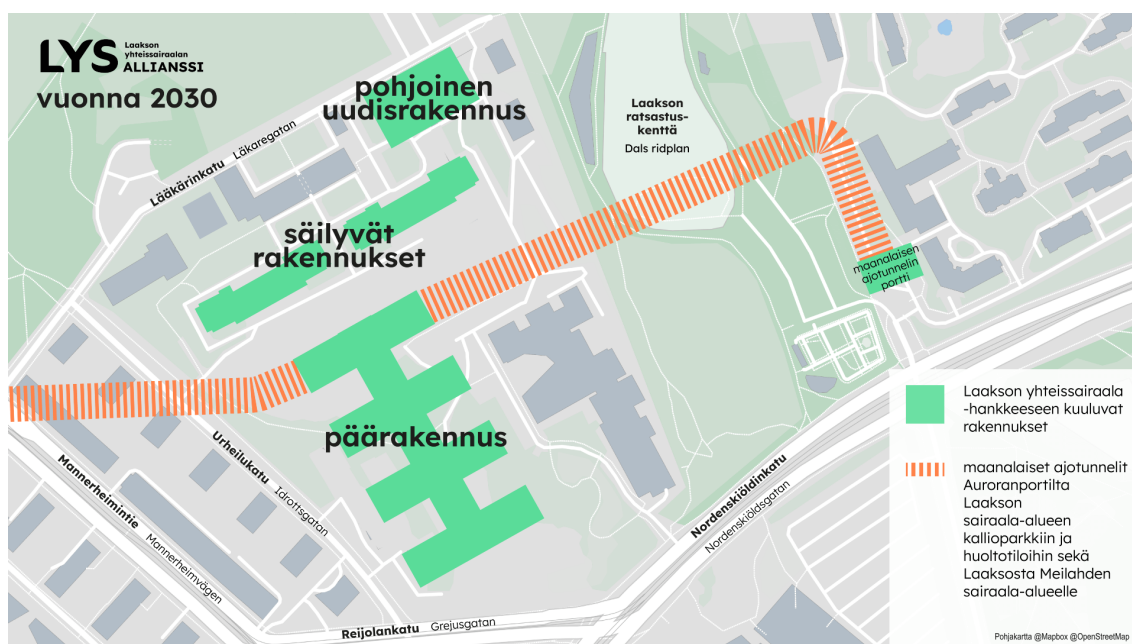 LYS
Laakson
yhteissairaalan
ALLIANSSI
vuonna 2030
pohjoinen
uudisrakennus
Laakson
ratsastus-
kenttä
Dals ridplan
Lääkärinkatu Läkaregatan
säilyvät
rakennukset
maanalaisen
ajotunnelin
portti
päärakennus
Urheilukatu Idrottsgatan
Mannerheimintie
Mannerheimvägen
Nordenskiöldinkatu
Nordenskiöldsgatan
Reijolankatu Grejusgatan
Laakson yhteissairaala
-hankkeeseen kuuluvat
rakennukset
maanalaiset ajotunnelit
Auroranportilta
Laakson
sairaala-alueen
kallioparkkiin ja
huoltotiloihin sekä
Laaksosta Meilahden
sairaala-alueelle
Pohjakartta @Mapbox @OpenStreetMap